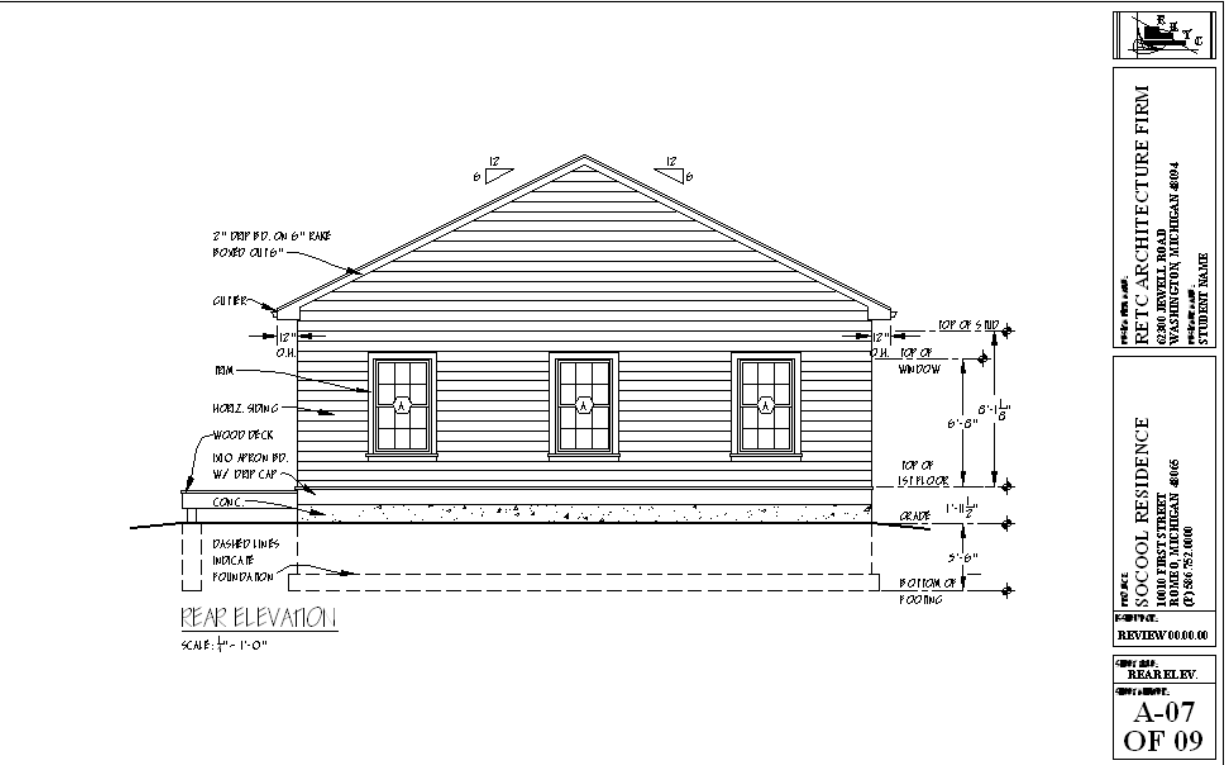 12
6
12
6
2" DRIP BD. ON 6" RAKE
BOXED OUT 6"
GUTTER
12"
O.H.
12"
O.H.
TOP OF STUD
TOP OF
WINDOW
TRIM
HORIZ. SIDING
WOOD DECK
1X10 APRON BD.
W/ DRIP CAP
CONC.
A
A
A
6'-8"
8'-1 1/8"
TOP OF
1ST FLOOR
GRADE
1'-11 1/2"
3'-6"
DASHED LINES
INDICATE
FOUNDATION
BOTTOM OF
FOOTING
REAR ELEVATION
SCALE: 1/4" = 1'-0"
R E T C
RETC ARCHITECTURE FIRM
62300 JEWELL ROAD
WASHINGTON, MICHIGAN 48094
STUDENT NAME
SOCOOL RESIDENCE
10010 FIRST STREET
ROMEO, MICHIGAN 48065
(P) 586.752.0000
REVIEW 00.00.00
REAR ELEV.
A-07
OF 09